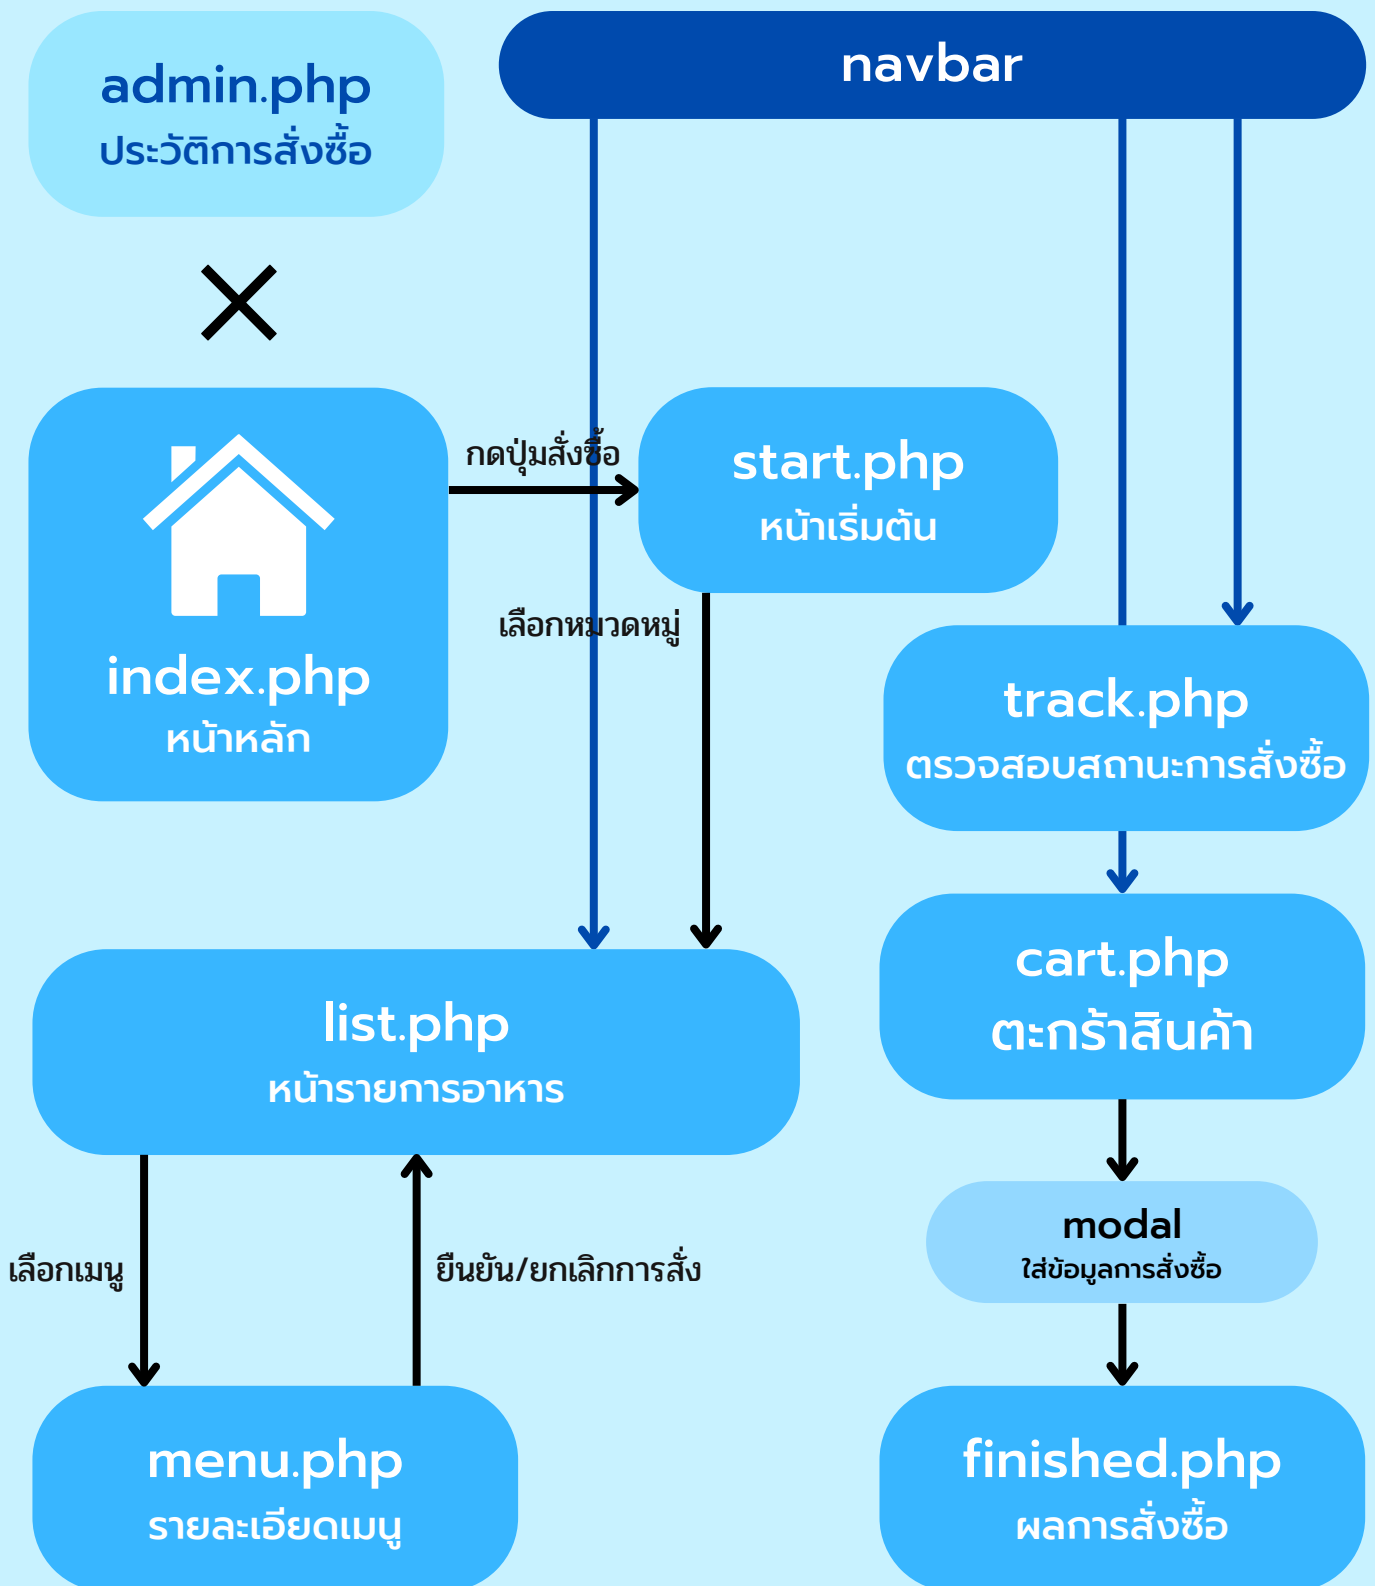 admin.php
ประวัติการสั่งซื้อ
navbar
กดปุ่มสั่งซื้อ
start.php
หน้าเริ่มต้น
index.php
หน้าหลัก
เลือกหมวดหมู่
track.php
ตรวจสอบสถานะการสั่งซื้อ
list.php
หน้ารายการอาหาร
cart.php
ตะกร้าสินค้า
เลือกเมนู
ยืนยัน/ยกเลิกการสั่ง
modal
ใส่ข้อมูลการสั่งซื้อ
menu.php
รายละเอียดเมนู
finished.php
ผลการสั่งซื้อ